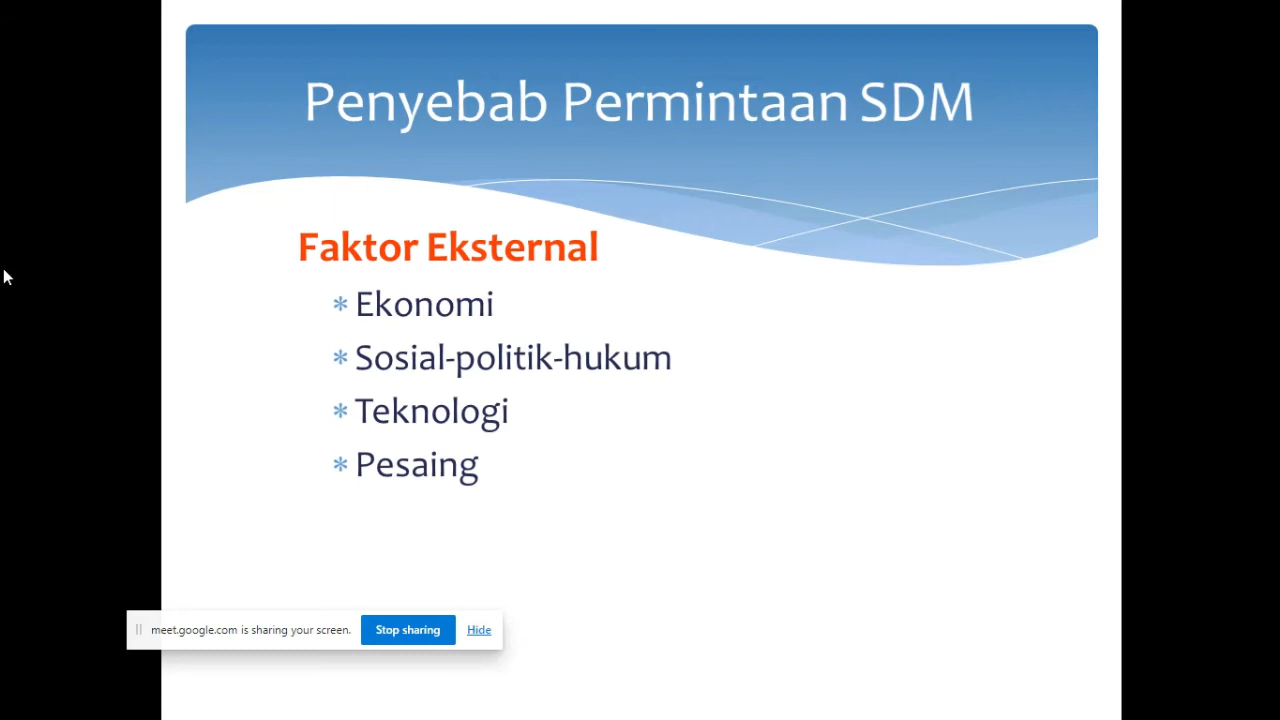 Penyebab Permintaan SDM
Faktor Eksternal
* Ekonomi
* Sosial-politik-hukum
* Teknologi
* Pesaing
meet.google.com is sharing your screen. Stop sharing Hide